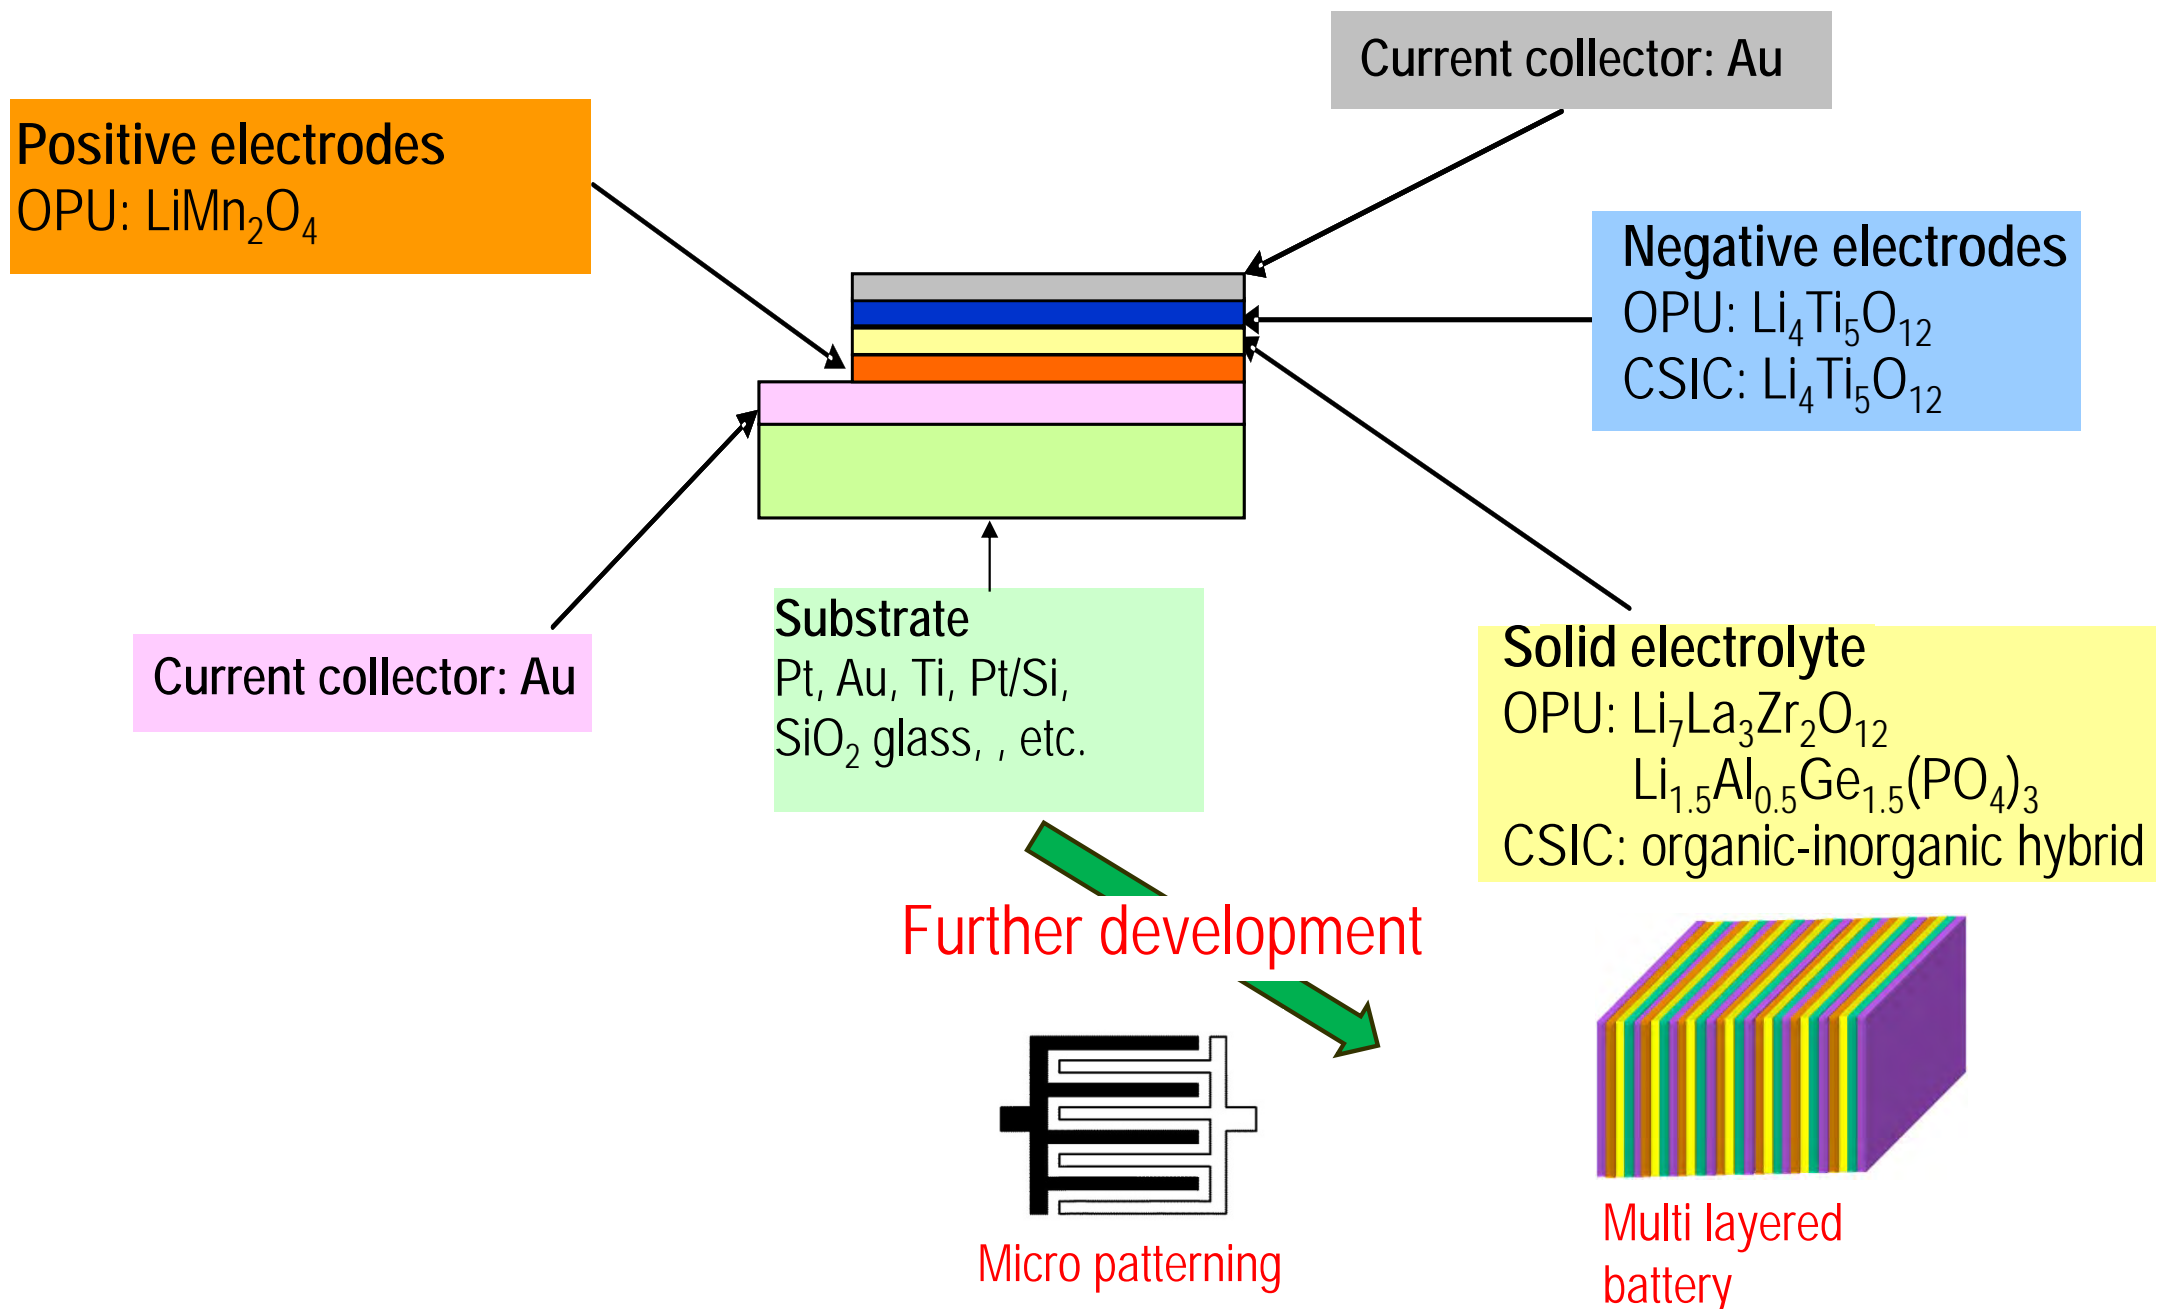 Current collector: Au
Positive electrodes
OPU: LiMn₂O₄
Negative electrodes
OPU: Li₄Ti₅O₁₂
CSIC: Li₄Ti₅O₁₂
Current collector: Au
Substrate
Pt, Au, Ti, Pt/Si,
SiO₂ glass, , etc.
Solid electrolyte
OPU: Li₇La₃Zr₂O₁₂
Li₁.₅Al₀.₅Ge₁.₅(PO₄)₃
CSIC: organic-inorganic hybrid
Further development
Micro patterning
Multi layered
battery